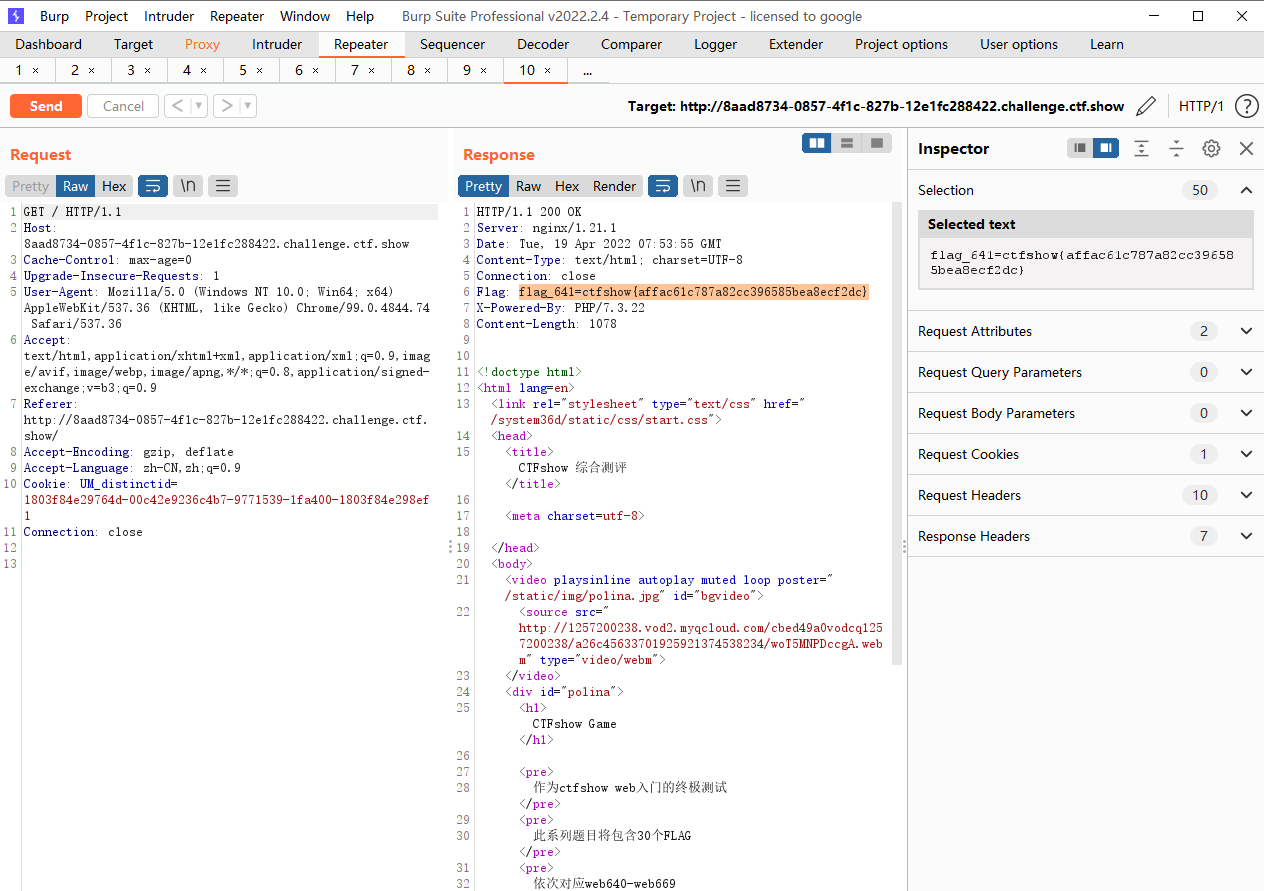 Burp Project Intruder Repeater Window Help Burp Suite Professional v2022.2.4 - Temporary Project - licensed to google
Dashboard Target Proxy Intruder Repeater Sequencer Decoder Comparer Logger Extender Project options User options Learn
1 × 2 × 3 × 4 × 5 × 6 × 7 × 8 × 9 × 10 × ...
Send Cancel < > Target: http://8aad8734-0857-4f1c-827b-12e1fc288422.challenge.ctf.show HTTP/1 ?
Request
Pretty Raw Hex \n
1 GET / HTTP/1.1
2 Host:
8aad8734-0857-4f1c-827b-12e1fc288422.challenge.ctf.show
3 Cache-Control: max-age=0
4 Upgrade-Insecure-Requests: 1
5 User-Agent: Mozilla/5.0 (Windows NT 10.0; Win64; x64)
AppleWebKit/537.36 (KHTML, like Gecko) Chrome/99.0.4844.74
Safari/537.36
6 Accept:
text/html,application/xhtml+xml,application/xml;q=0.9,imag
e/avif,image/webp,image/apng,*/*;q=0.8,application/signed-
exchange;v=b3;q=0.9
7 Referer:
http://8aad8734-0857-4f1c-827b-12e1fc288422.challenge.ctf.
show/
8 Accept-Encoding: gzip, deflate
9 Accept-Language: zh-CN,zh;q=0.9
10 Cookie: UM_distinctid=
1803f84e29764d-00c42e9236c4b7-9771539-1fa400-1803f84e298ef
1
11 Connection: close
12
13
Response
Pretty Raw Hex Render \n
1 HTTP/1.1 200 OK
2 Server: nginx/1.21.1
3 Date: Tue, 19 Apr 2022 07:53:55 GMT
4 Content-Type: text/html; charset=UTF-8
5 Connection: close
6 Flag: flag_641=ctfshow{affac61c787a82cc396585bea8ecf2dc}
7 X-Powered-By: PHP/7.3.22
8 Content-Length: 1078
9
10
11 <!doctype html>
12 <html lang=en>
13 <link rel="stylesheet" type="text/css" href="
/system36d/static/css/start.css">
14 <head>
15 <title>
CTFshow 综合测评
</title>
16
17 <meta charset=utf-8>
18
19 </head>
20 <body>
21 <video playsinline autoplay muted loop poster="
/static/img/polina.jpg" id="bgvideo">
22 <source src="
http://1257200238.vod2.myqcloud.com/cbed49a0vodcq125
7200238/a26c45633701925921374538234/woT5MNPDccgA.web
m" type="video/webm">
23 </video>
24 <div id="polina">
25 <h1>
CTFshow Game
</h1>
26
27 <pre>
28 作为ctfshow web入门的终极测试
</pre>
29 <pre>
30 此系列题目将包含30个FLAG
</pre>
31 <pre>
32 依次对应web640-web669
Inspector
Selection 50
Selected text
flag_641=ctfshow{affac61c787a82cc39658
5bea8ecf2dc}
Request Attributes 2
Request Query Parameters 0
Request Body Parameters 0
Request Cookies 1
Request Headers 10
Response Headers 7